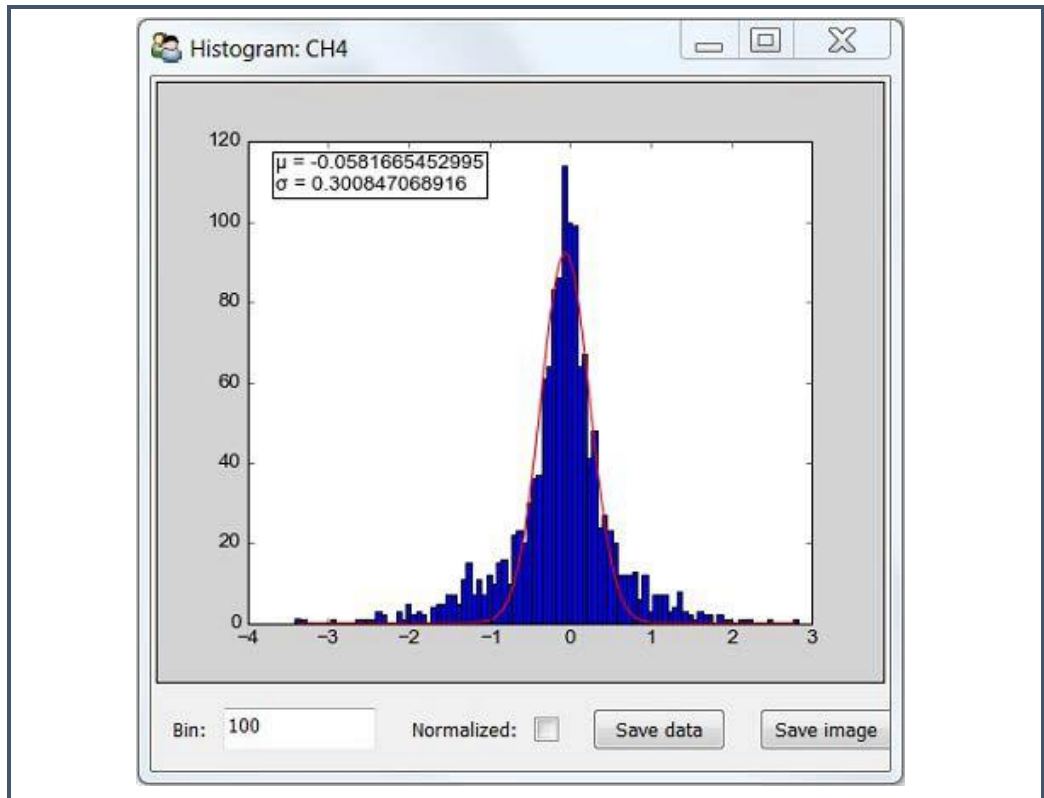 Histogram: CH4
μ = -0.0581665452995
σ = 0.300847068916
120
100
80
60
40
20
0
−4 −3 −2 −1 0 1 2 3
Bin: 100 Normalized: Save data Save image